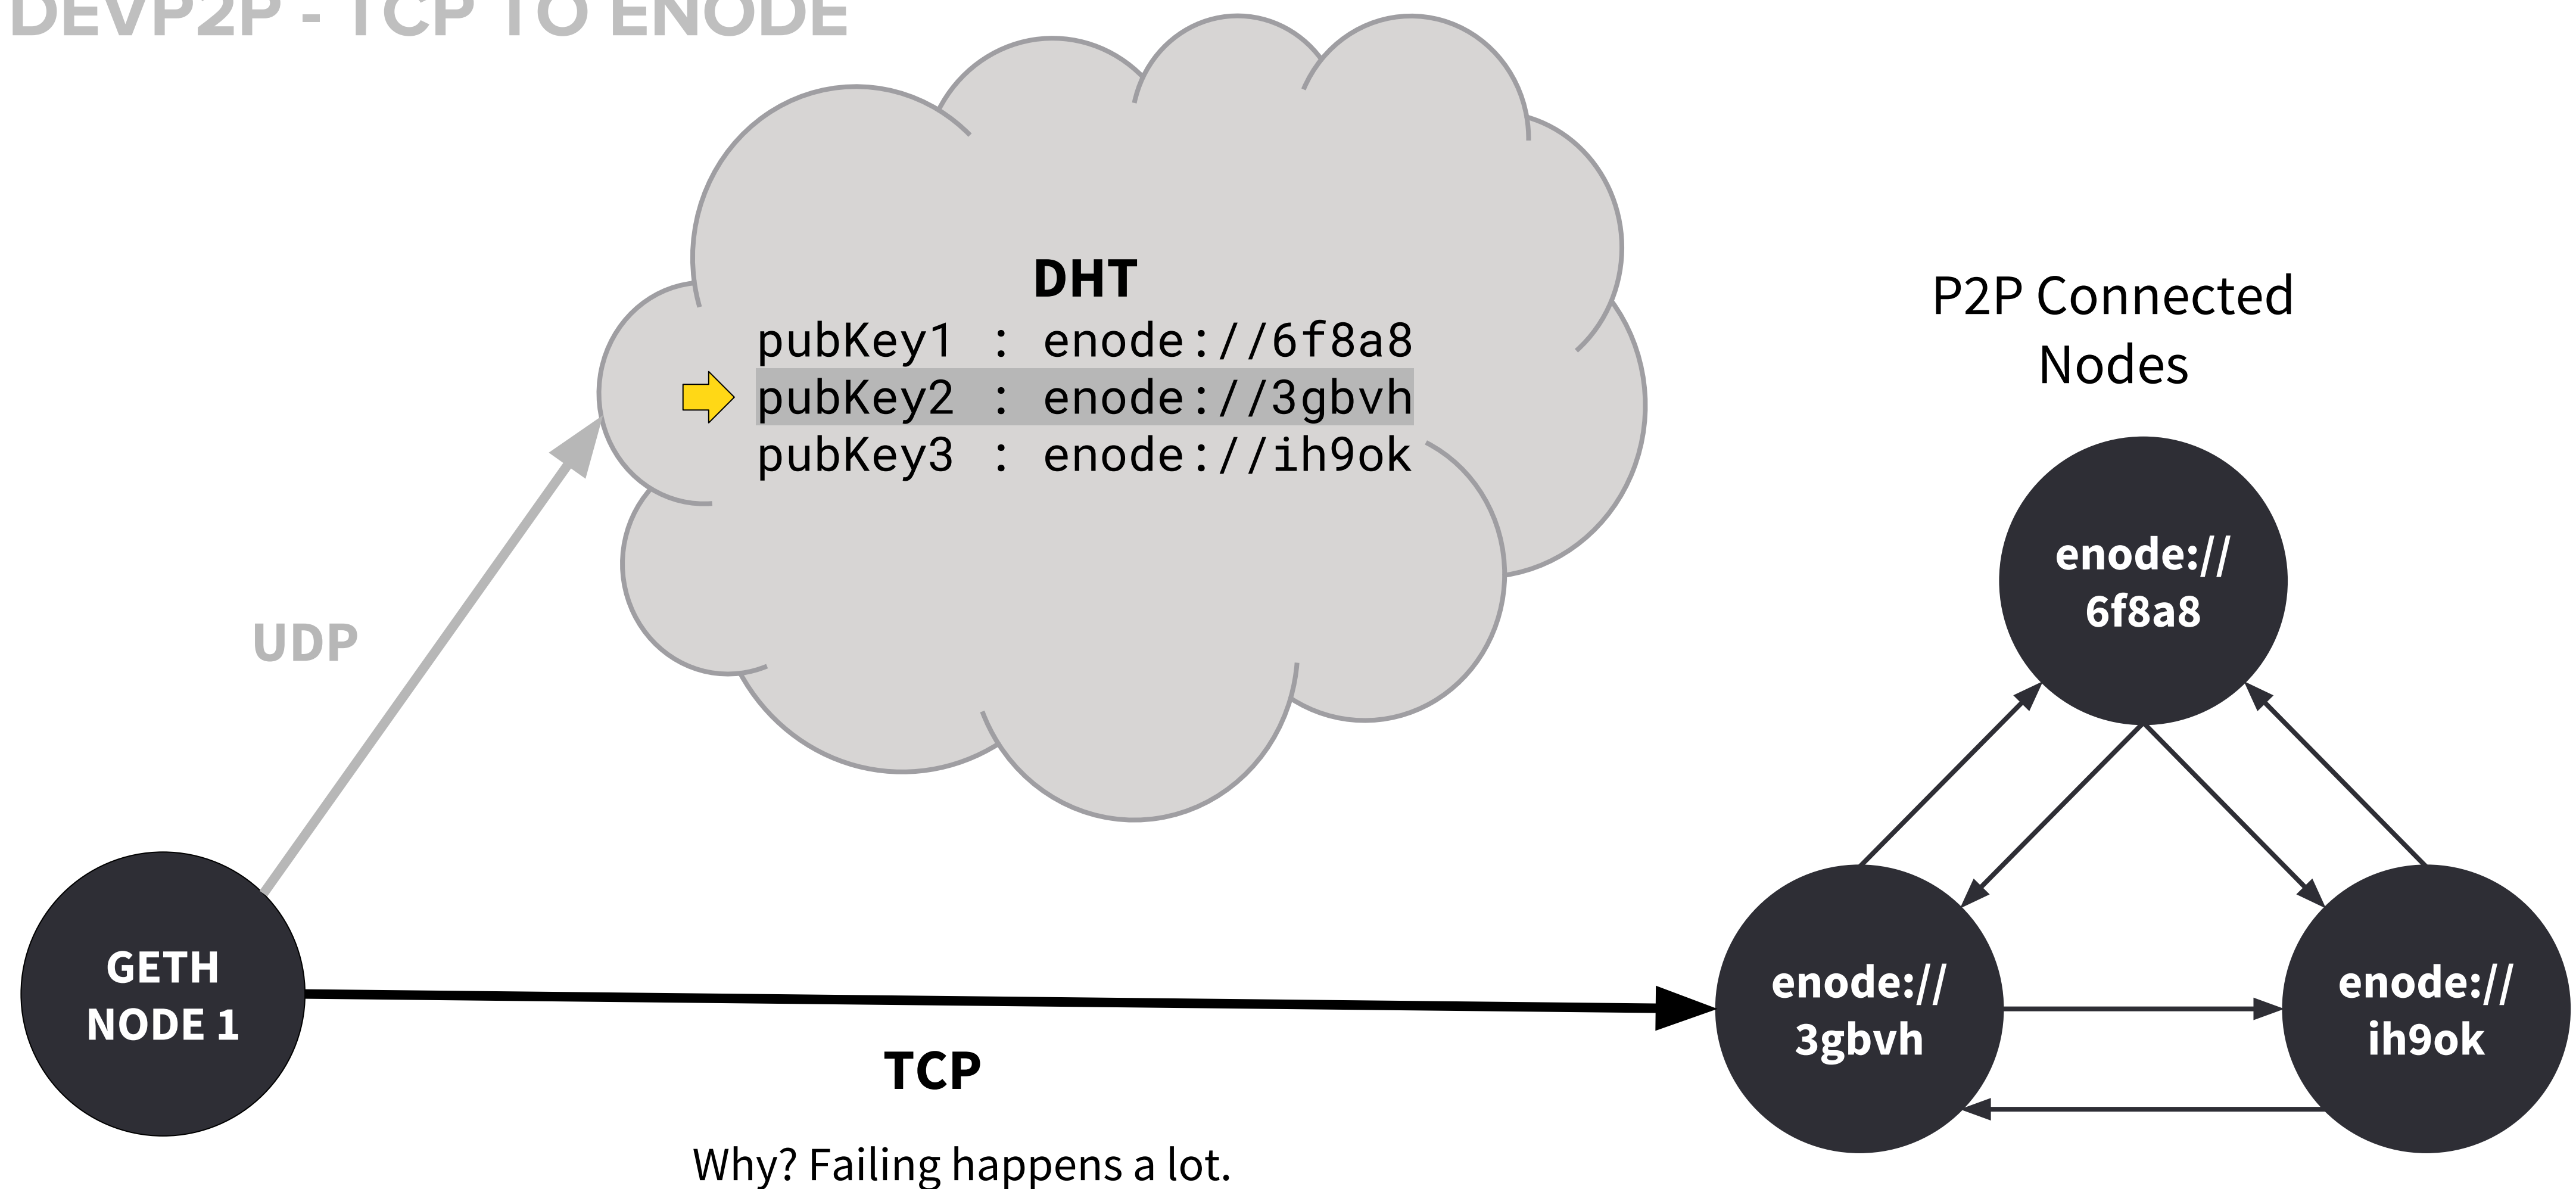 DEVP2P - TCP TO ENODE
DHT
pubKey1 : enode://6f8a8
pubKey2 : enode://3gbvh
pubKey3 : enode://ih9ok
P2P Connected
Nodes
enode://
6f8a8
UDP
GETH
NODE 1
enode://
3gbvh
enode://
ih9ok
TCP
Why? Failing happens a lot.